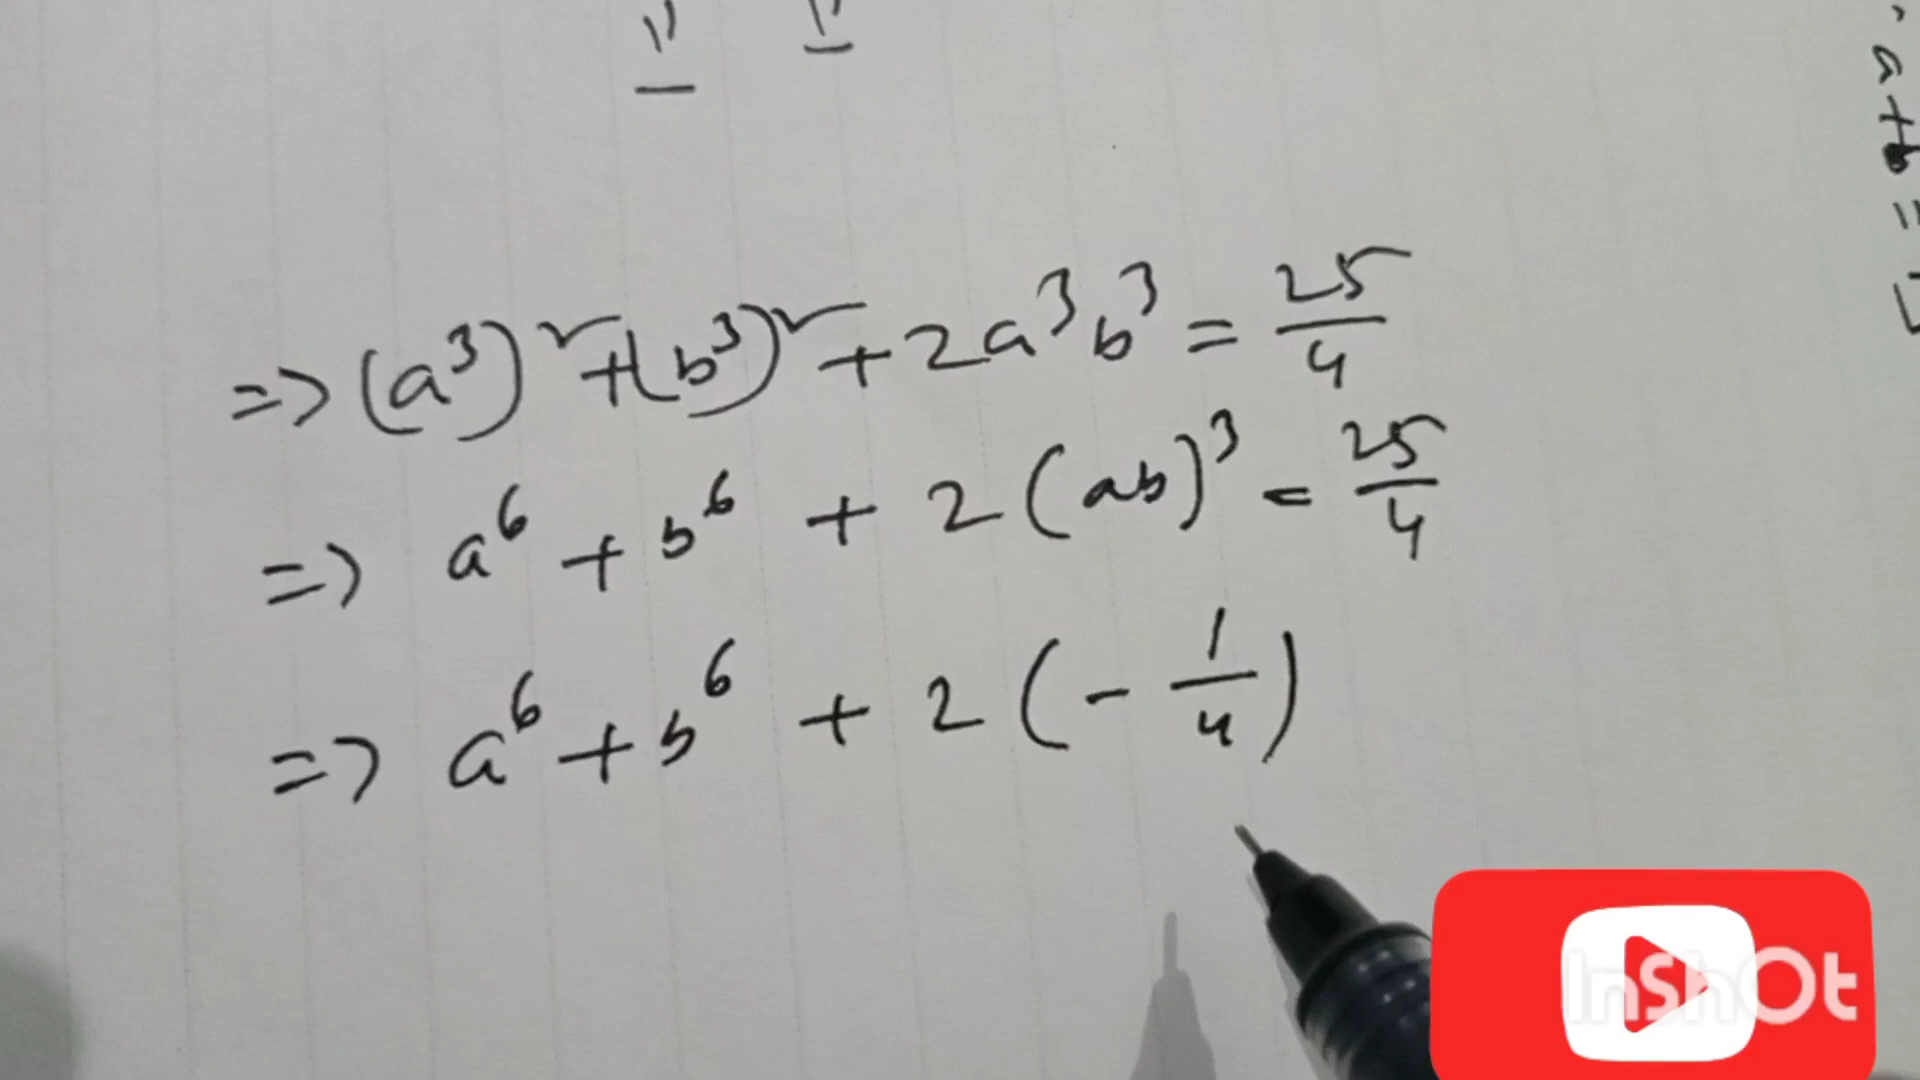 => (a³)² + (b³)² + 2a³b³ = 25/4
=> a⁶ + b⁶ + 2(ab)³ = 25/4
=> a⁶ + b⁶ + 2(-1/4)
a+b=
InShOt